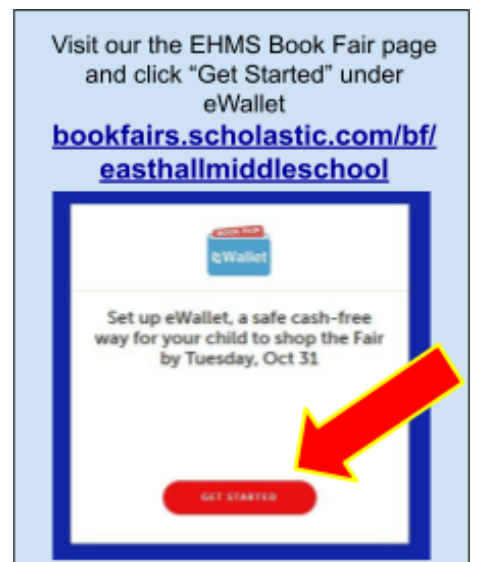 Visit our the EHMS Book Fair page
and click “Get Started” under
eWallet
bookfairs.scholastic.com/bf/
easthallmiddleschool
BOOK FAIR
eWallet
Set up eWallet, a safe cash-free
way for your child to shop the Fair
by Tuesday, Oct 31
GET STARTED